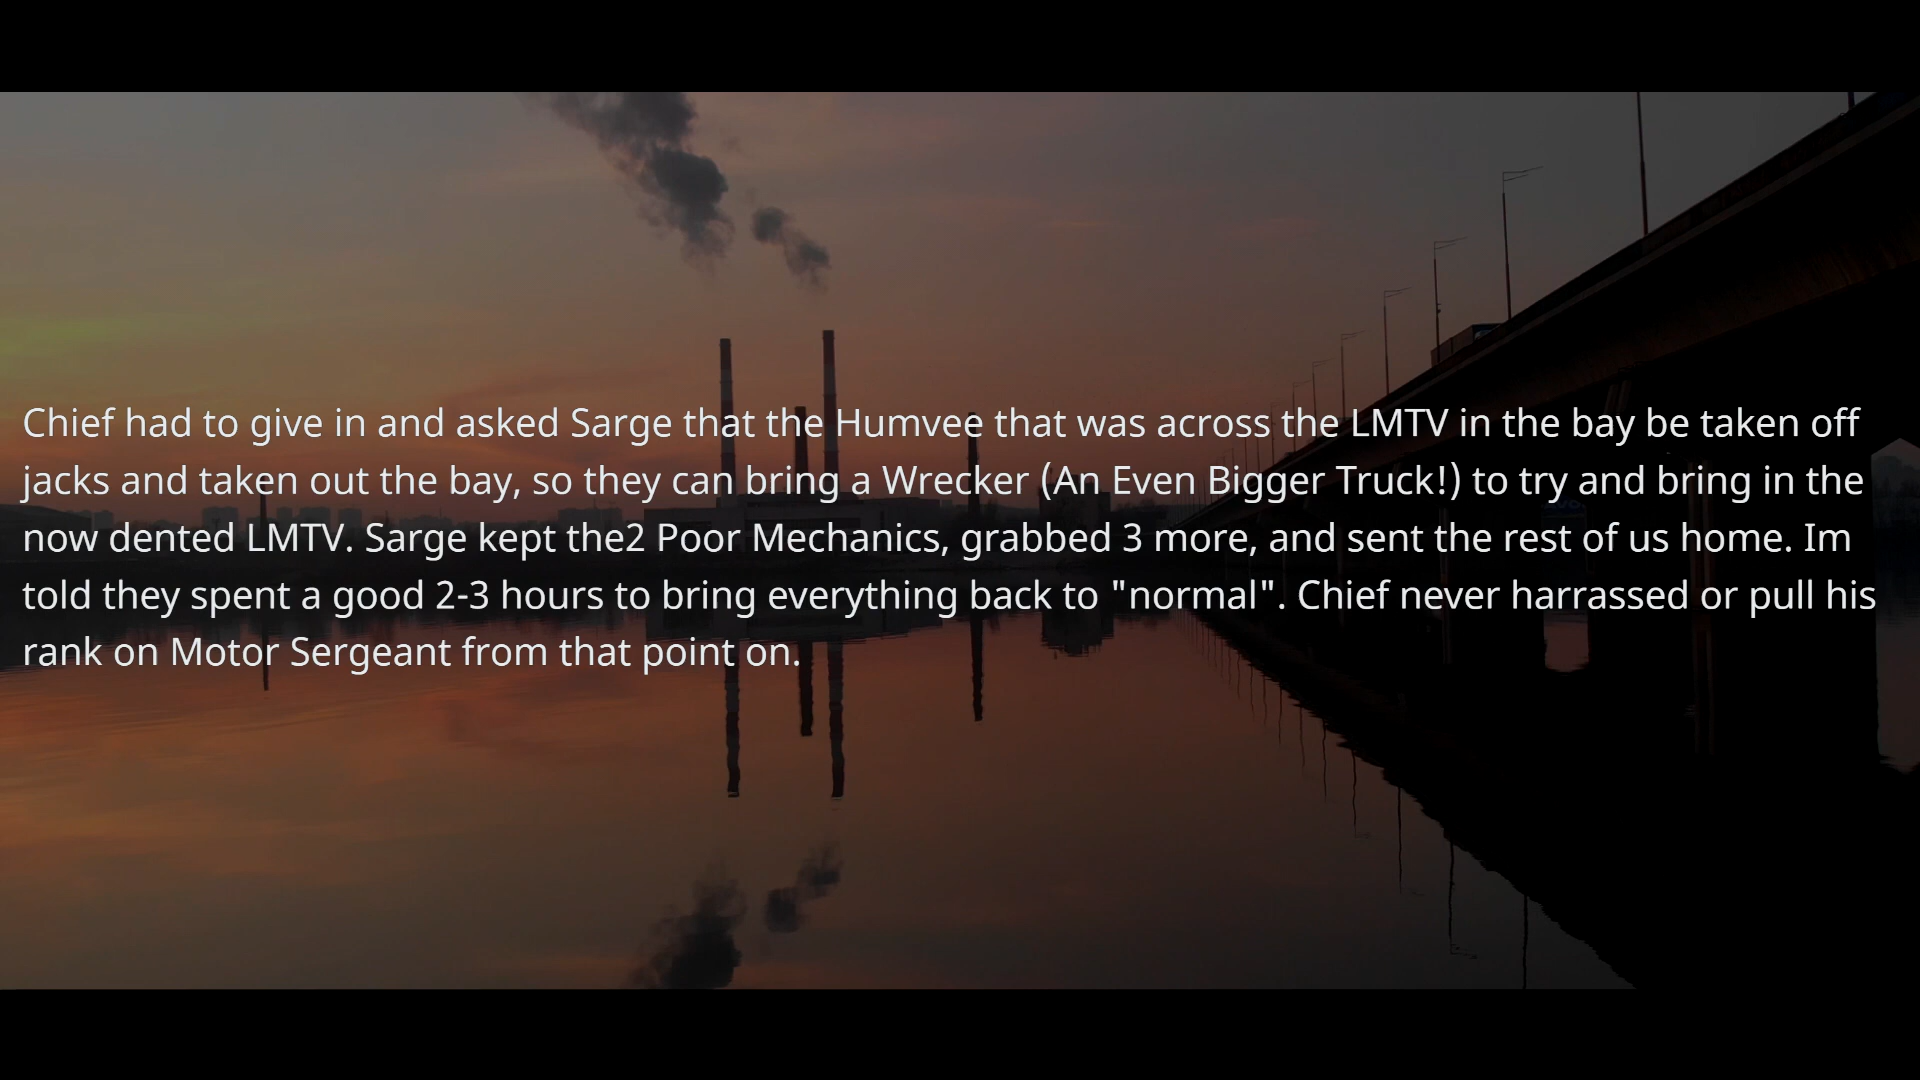 Chief had to give in and asked Sarge that the Humvee that was across the LMTV in the bay be taken off
jacks and taken out the bay, so they can bring a Wrecker (An Even Bigger Truck!) to try and bring in the
now dented LMTV. Sarge kept the2 Poor Mechanics, grabbed 3 more, and sent the rest of us home. Im
told they spent a good 2-3 hours to bring everything back to "normal". Chief never harrassed or pull his
rank on Motor Sergeant from that point on.